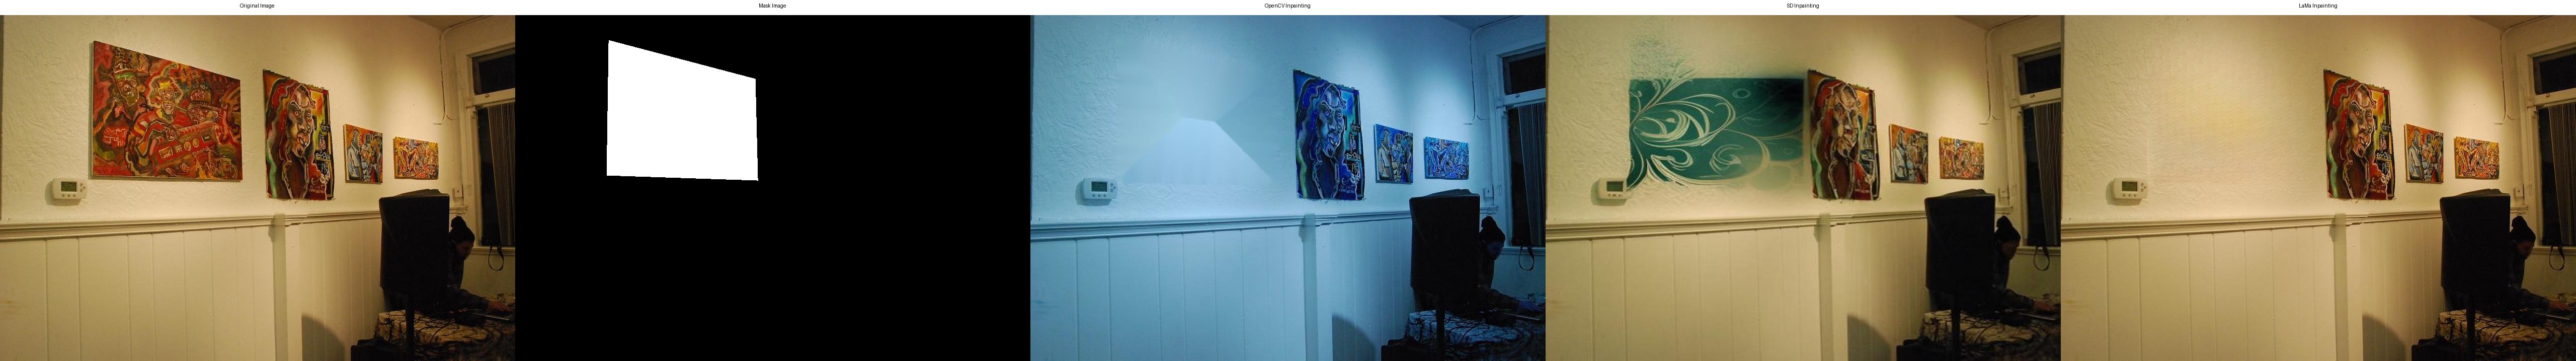 Original Image
Mask Image
OpenCV Inpainting
SD Inpainting
LaMa Inpainting